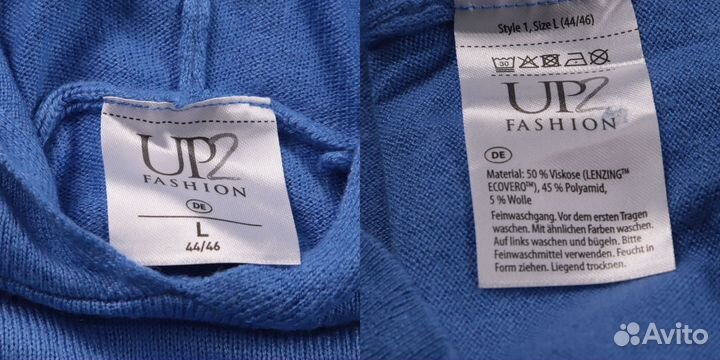 UP2
FASHION
DE
L
44/46
Style 1, Size L (44/46)
30
UP2
FASHION
DE
Material: 50 % Viskose (LENZING™
ECOVERO™), 45 % Polyamid,
5 % Wolle
Feinwaschgang. Vor dem ersten Tragen
waschen. Mit ähnlichen Farben waschen.
Auf links waschen und bügeln. Bitte
Feinwaschmittel verwenden. Feucht in
Form ziehen. Liegend trocknen.
Avito